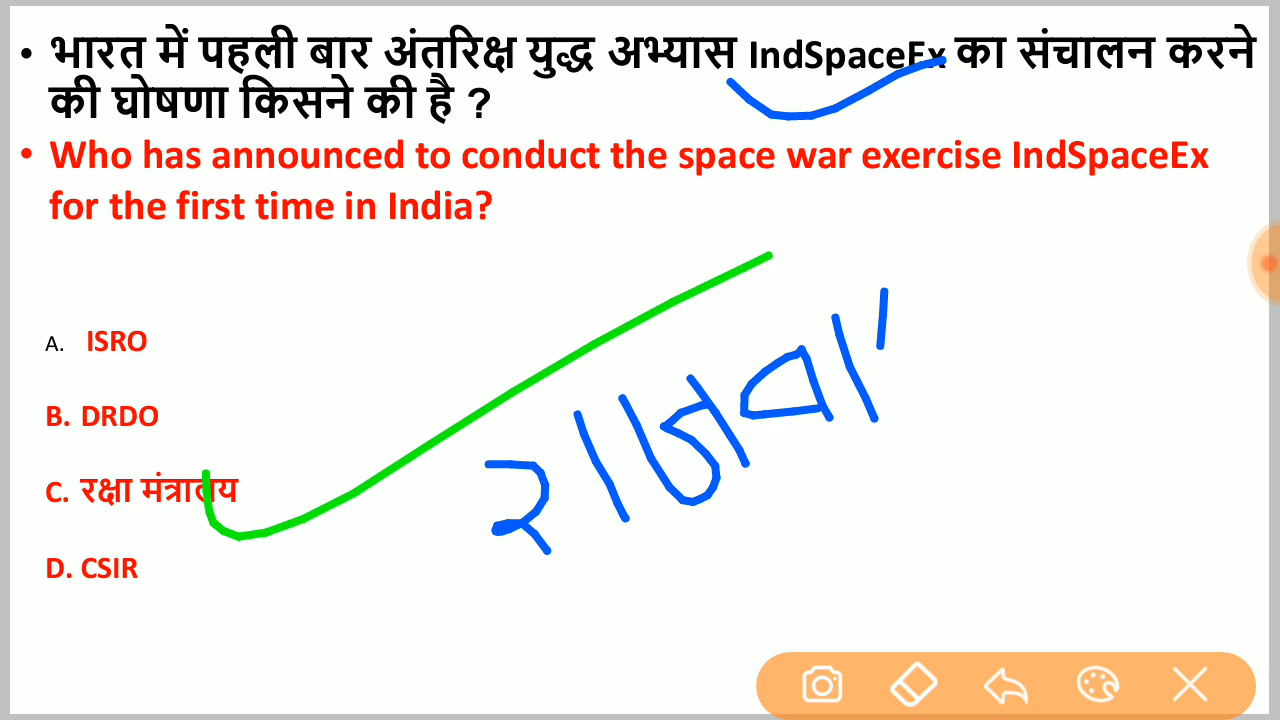 • भारत में पहली बार अंतरिक्ष युद्ध अभ्यास IndSpaceEx का संचालन करने
की घोषणा किसने की है ?
• Who has announced to conduct the space war exercise IndSpaceEx
for the first time in India?
A. ISRO
B. DRDO
C. रक्षा मंत्रालय
D. CSIR